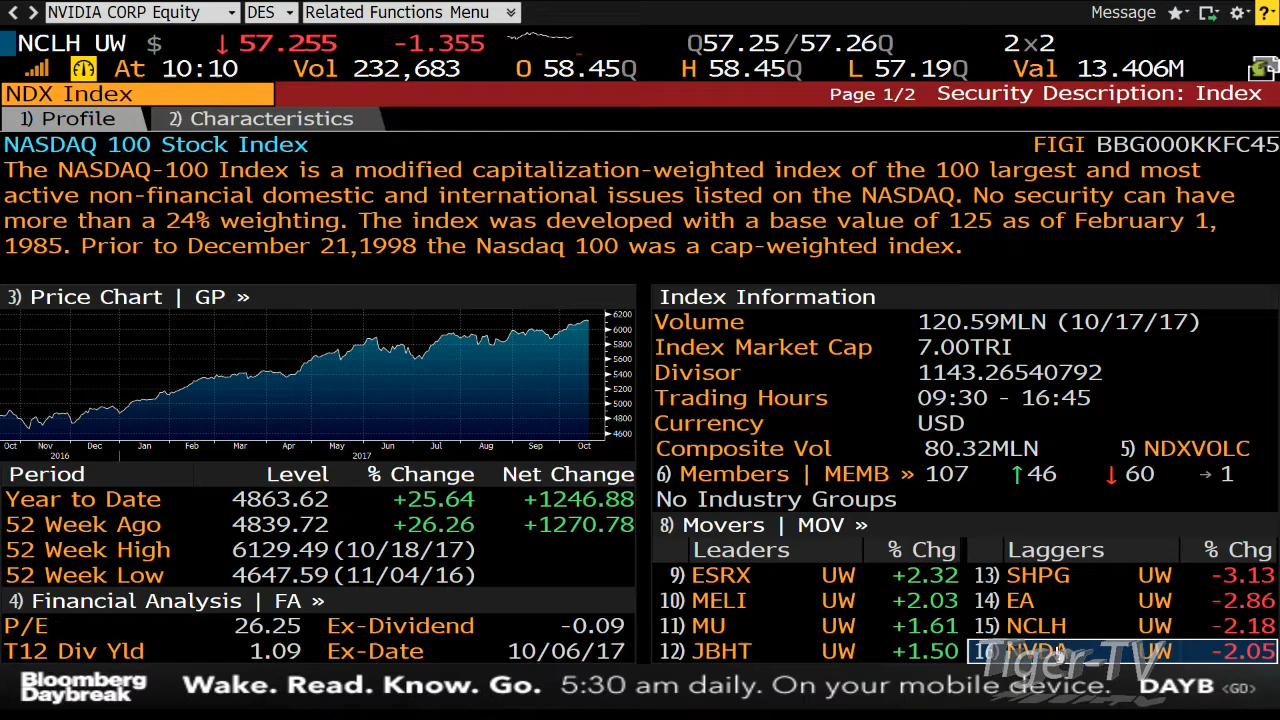 NVIDIA CORP Equity DES Related Functions Menu Message
NCLH UW $ ↓57.255 -1.355 Q57.25/57.26Q 2×2
At 10:10 Vol 232,683 O 58.45Q H 58.45Q L 57.19Q Val 13.406M
NDX Index Page 1/2 Security Description: Index
1) Profile 2) Characteristics
NASDAQ 100 Stock Index FIGI BBG000KKFC45
The NASDAQ-100 Index is a modified capitalization-weighted index of the 100 largest and most
active non-financial domestic and international issues listed on the NASDAQ. No security can have
more than a 24% weighting. The index was developed with a base value of 125 as of February 1,
1985. Prior to December 21,1998 the Nasdaq 100 was a cap-weighted index.
3) Price Chart | GP »
6200
6000
5800
5600
5400
5200
5000
4800
4600
Oct Nov Dec Jan Feb Mar Apr May Jun Jul Aug Sep Oct
2016 2017
Period Level % Change Net Change
Year to Date 4863.62 +25.64 +1246.88
52 Week Ago 4839.72 +26.26 +1270.78
52 Week High 6129.49 (10/18/17)
52 Week Low 4647.59 (11/04/16)
4) Financial Analysis | FA »
P/E 26.25 Ex-Dividend -0.09
T12 Div Yld 1.09 Ex-Date 10/06/17
Index Information
Volume 120.59MLN (10/17/17)
Index Market Cap 7.00TRI
Divisor 1143.26540792
Trading Hours 09:30 - 16:45
Currency USD
Composite Vol 80.32MLN 5) NDXVOLC
6) Members | MEMB » 107 ↑46 ↓60 →1
No Industry Groups
8) Movers | MOV »
Leaders % Chg Laggers % Chg
9) ESRX UW +2.32 13) SHPG UW -3.13
10) MELI UW +2.03 14) EA UW -2.86
11) MU UW +1.61 15) NCLH UW -2.18
12) JBHT UW +1.50 16) NVDA UW -2.05
Tiger-TV
Bloomberg
Daybreak
Wake. Read. Know. Go. 5:30 am daily. On your mobile device. DAYB <GO>